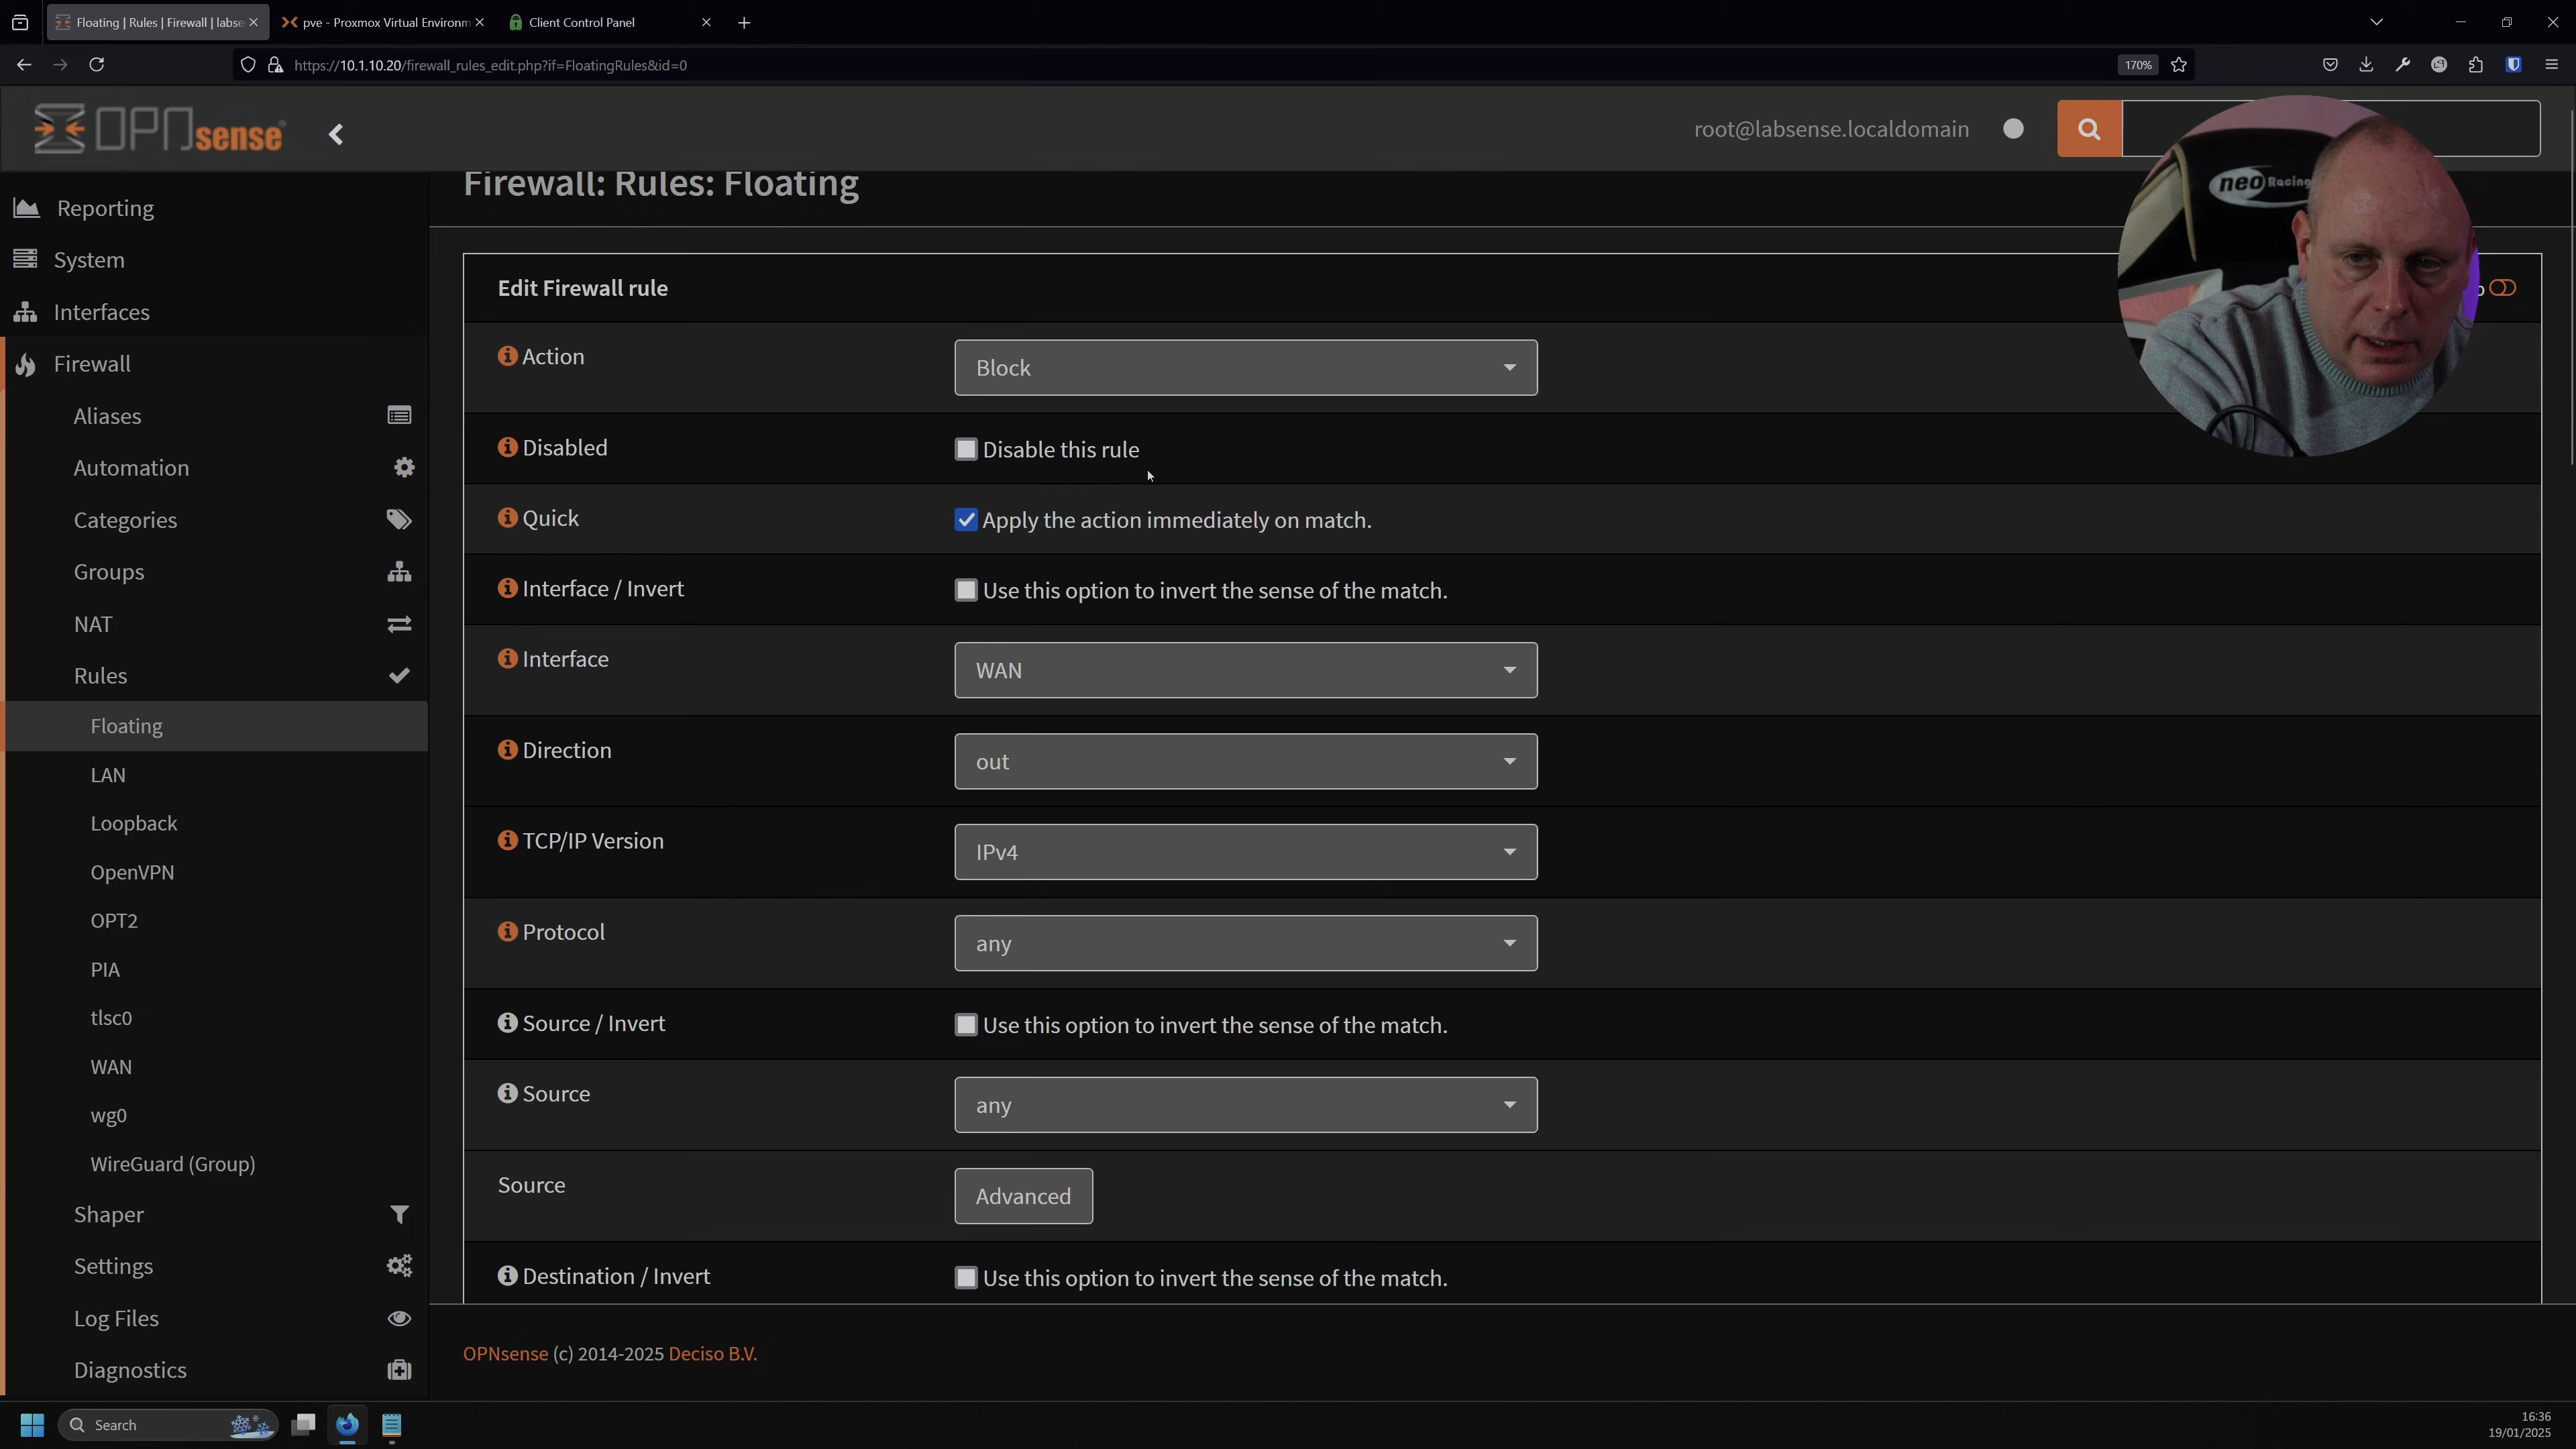 Floating | Rules | Firewall | labse
pve - Proxmox Virtual Environm
Client Control Panel
https://10.1.10.20/firewall_rules_edit.php?if=FloatingRules&id=0
170%
OPNsense
root@labsense.localdomain
neo Racing
Firewall: Rules: Floating
Reporting
System
Interfaces
Firewall
Aliases
Automation
Categories
Groups
NAT
Rules
Floating
LAN
Loopback
OpenVPN
OPT2
PIA
tlsc0
WAN
wg0
WireGuard (Group)
Shaper
Settings
Log Files
Diagnostics
Edit Firewall rule
Action
Block
Disabled
Disable this rule
Quick
Apply the action immediately on match.
Interface / Invert
Use this option to invert the sense of the match.
Interface
WAN
Direction
out
TCP/IP Version
IPv4
Protocol
any
Source / Invert
Use this option to invert the sense of the match.
Source
any
Source
Advanced
Destination / Invert
Use this option to invert the sense of the match.
OPNsense (c) 2014-2025 Deciso B.V.
Search
16:36
19/01/2025